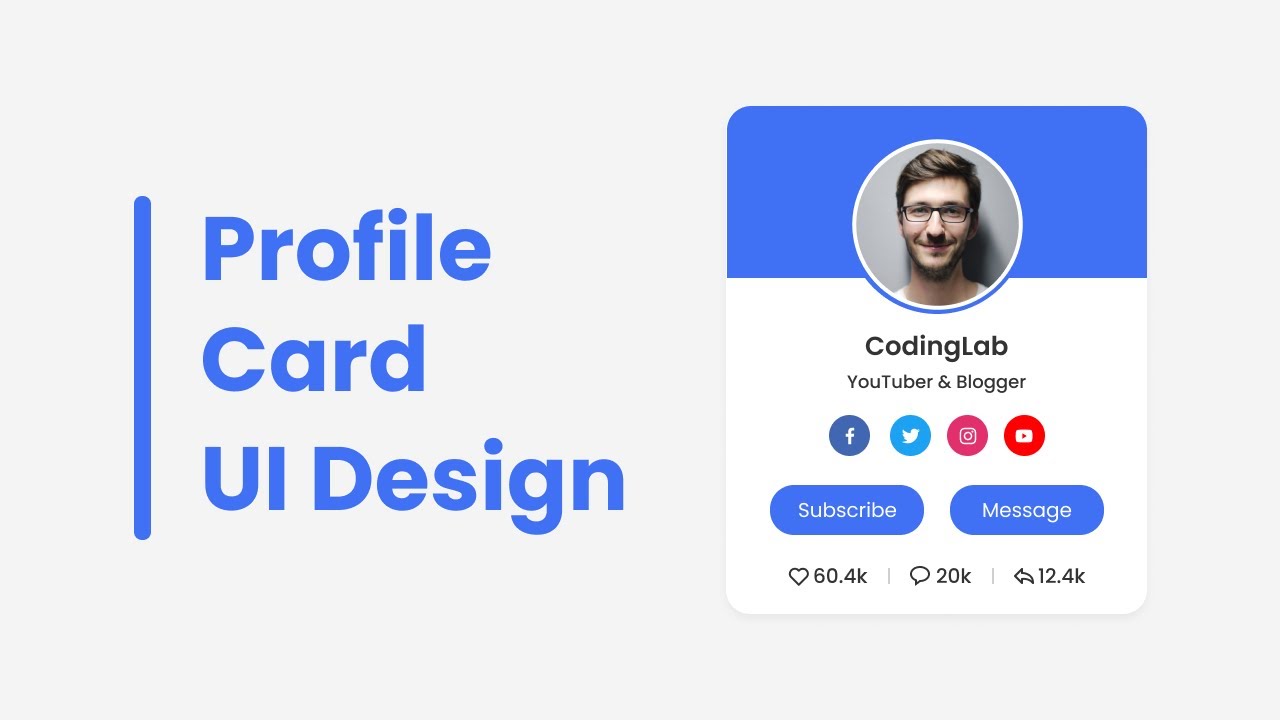 Profile
Card
UI Design
CodingLab
YouTuber & Blogger
Subscribe Message
60.4k 20k 12.4k